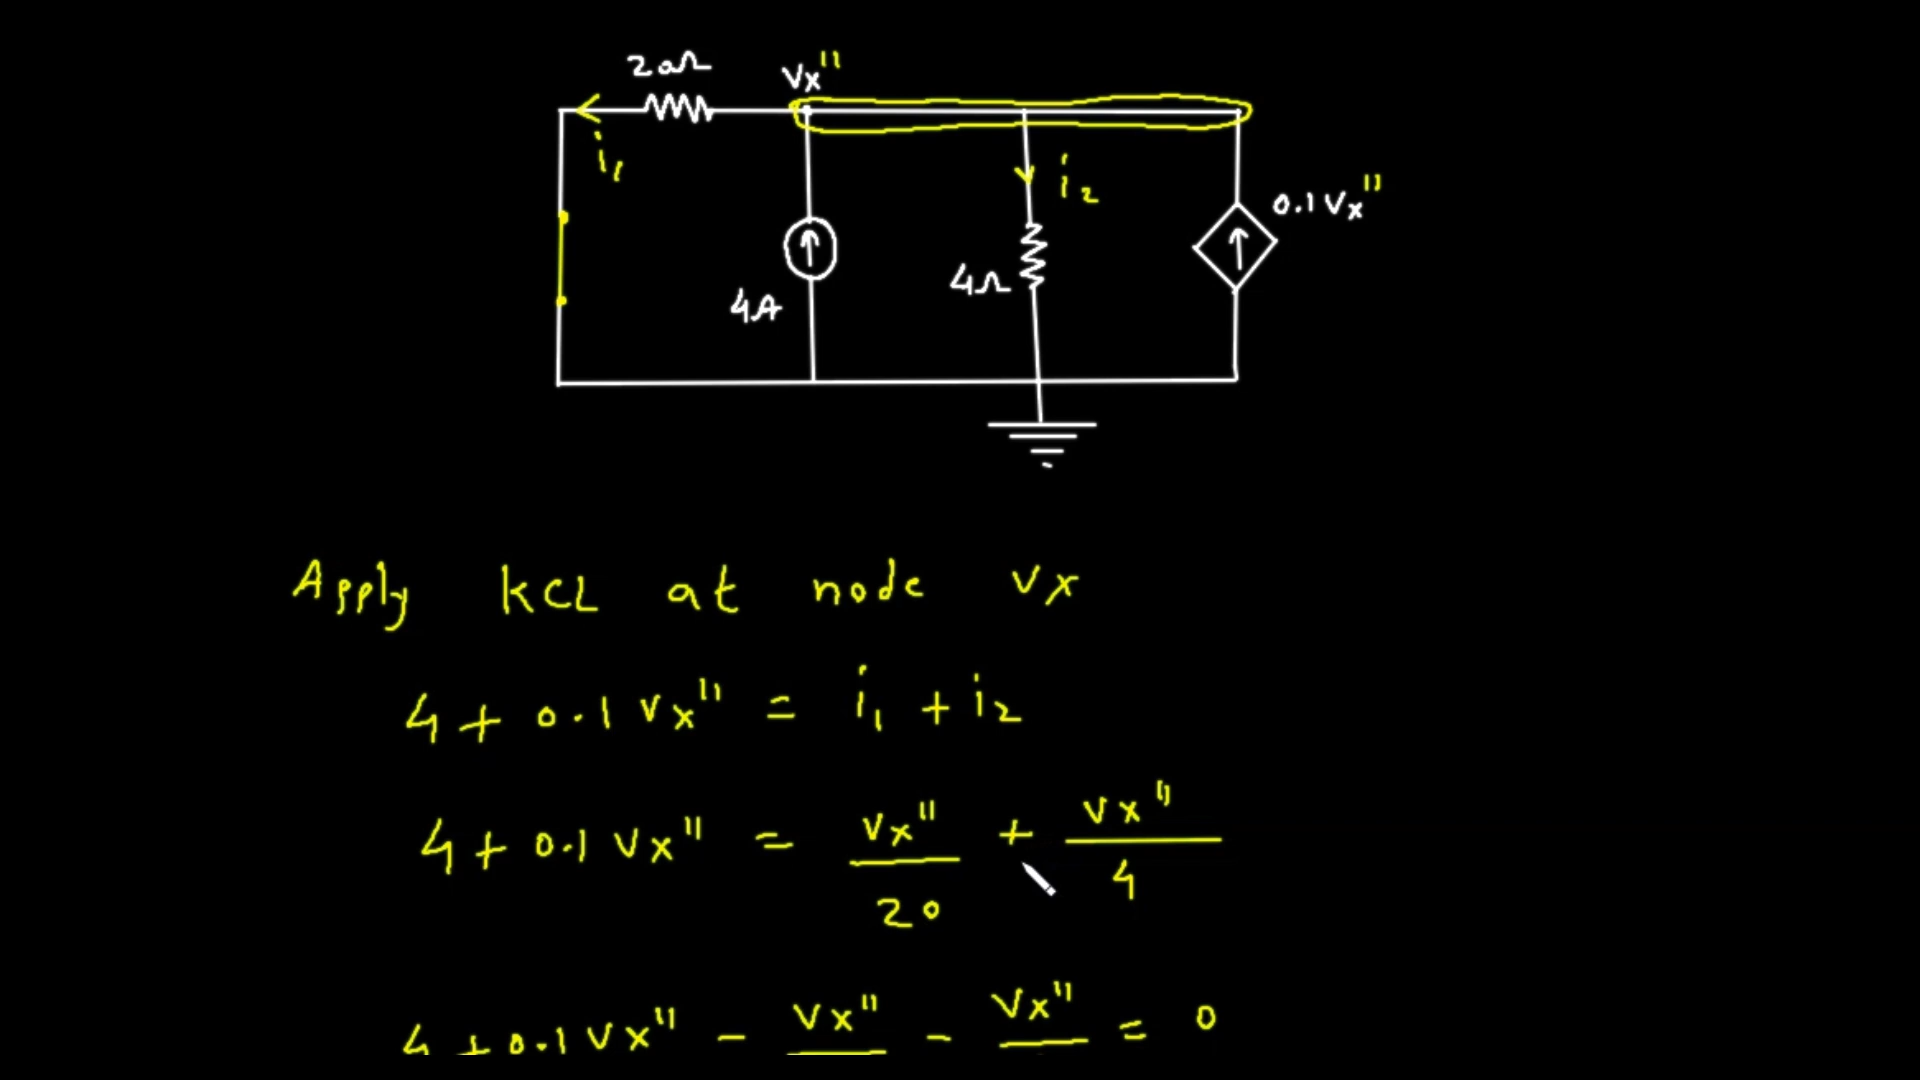 20Ω
Vx"
i1
i2
0.1Vx"
4A
4Ω
Apply KCL at node Vx
4 + 0.1 Vx" = i1 + i2
4 + 0.1 Vx" = Vx"/20 + Vx"/4
4 + 0.1 Vx" - Vx" - Vx" = 0